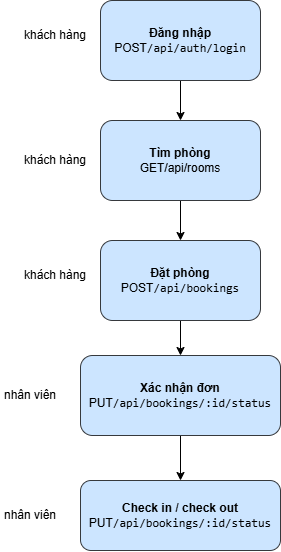 khách hàng
Đăng nhập
POST/api/auth/login
khách hàng
Tìm phòng
GET/api/rooms
khách hàng
Đặt phòng
POST/api/bookings
nhân viên
Xác nhận đơn
PUT/api/bookings/:id/status
nhân viên
Check in / check out
PUT/api/bookings/:id/status